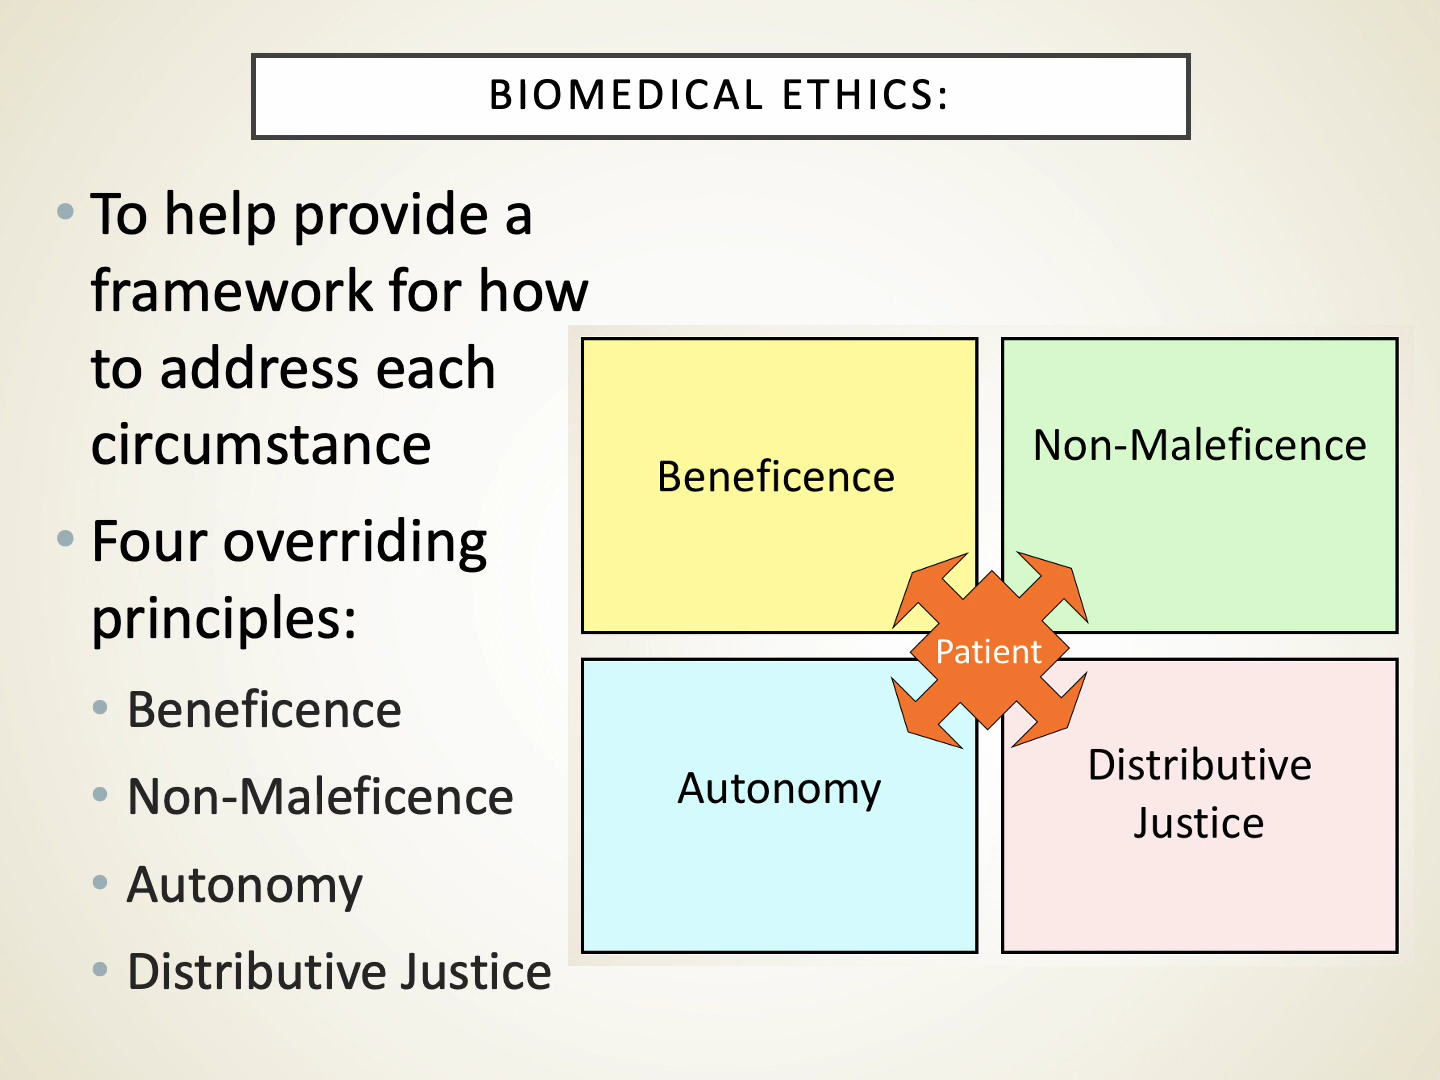 BIOMEDICAL ETHICS:
• To help provide a
framework for how
to address each
circumstance
• Four overriding
principles:
• Beneficence
• Non-Maleficence
• Autonomy
• Distributive Justice
Beneficence
Non-Maleficence
Patient
Autonomy
Distributive
Justice